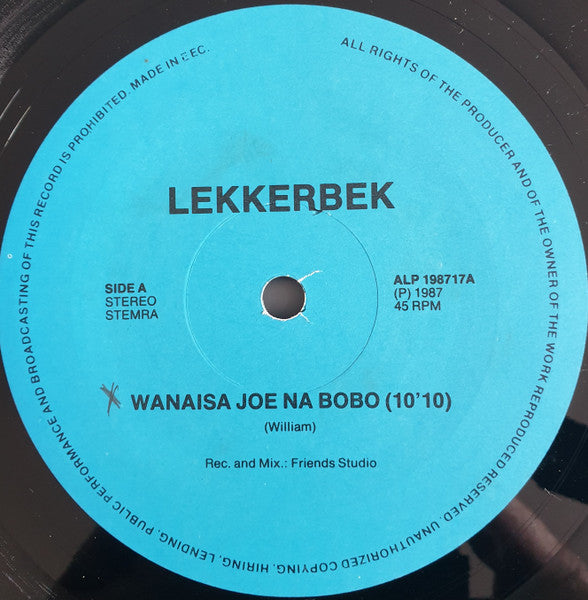 ALL RIGHTS OF THE PRODUCER AND OF THE OWNER OF THE WORK REPRODUCED RESERVED. UNAUTHORIZED COPYING. HIRING. LENDING. PUBLIC PERFORMANCE AND BROADCASTING OF THIS RECORD IS PROHIBITED. MADE IN EEC.
LEKKERBEK
SIDE A
STEREO
STEMRA
ALP 198717A
(P) 1987
45 RPM
WANAISA JOE NA BOBO (10'10)
(William)
Rec. and Mix.: Friends Studio